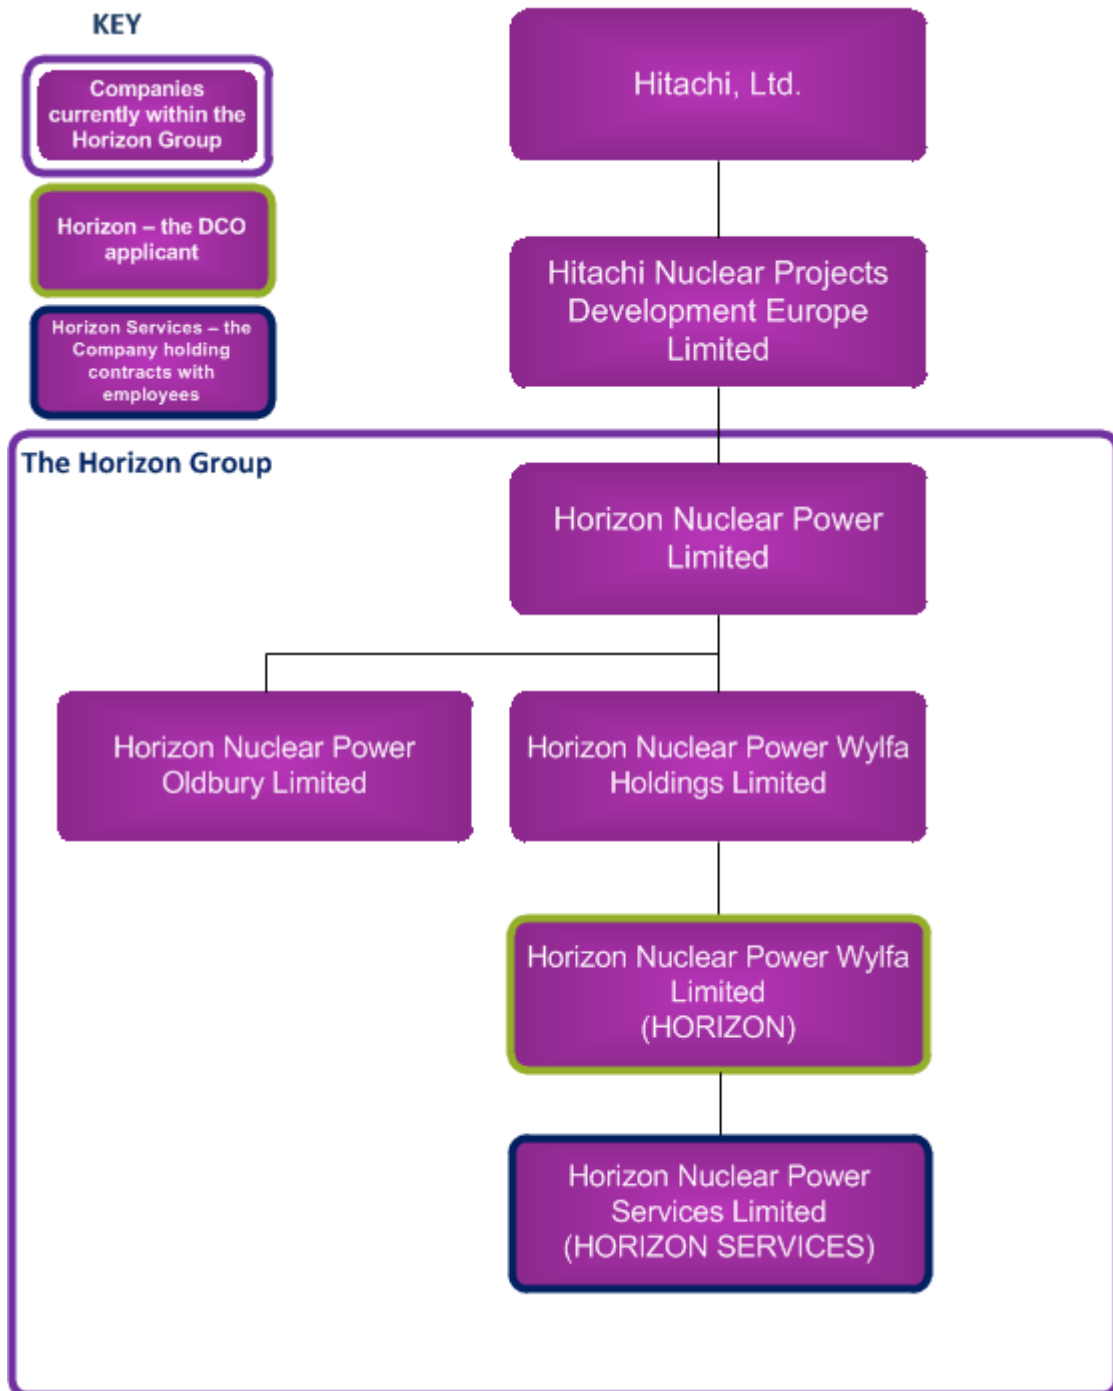 KEY
Companies
currently within the
Horizon Group
Horizon – the DCO
applicant
Horizon Services – the
Company holding
contracts with
employees
Hitachi, Ltd.
Hitachi Nuclear Projects
Development Europe
Limited
The Horizon Group
Horizon Nuclear Power
Limited
Horizon Nuclear Power
Oldbury Limited
Horizon Nuclear Power Wylfa
Holdings Limited
Horizon Nuclear Power Wylfa
Limited
(HORIZON)
Horizon Nuclear Power
Services Limited
(HORIZON SERVICES)